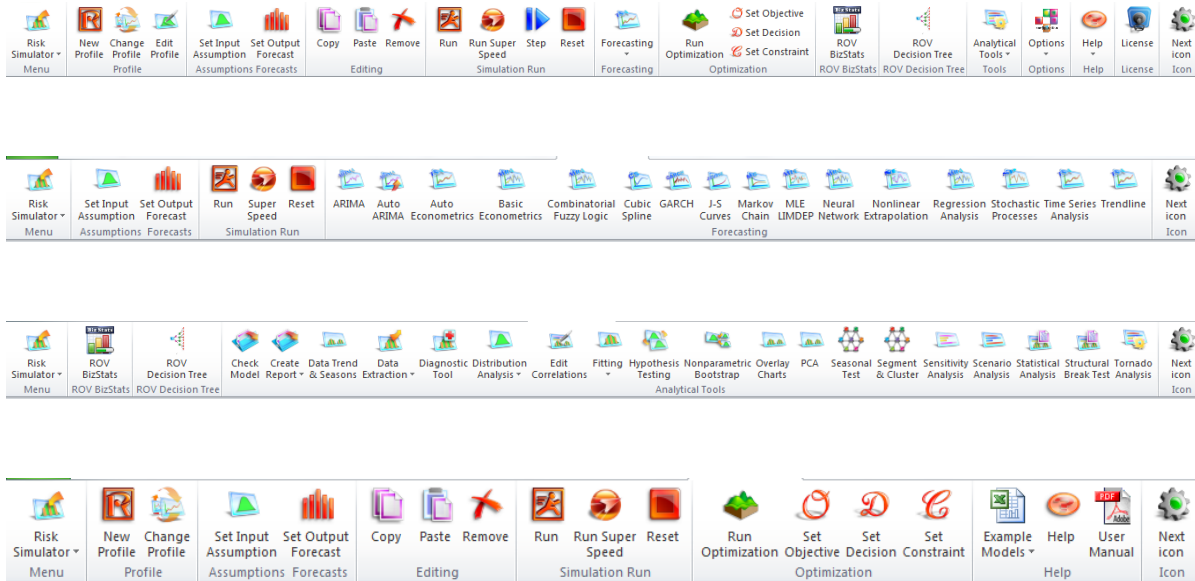 Set Objective
Set Decision
Set Constraint
BizStats
Risk New Change Edit Set Input Set Output Copy Paste Remove Run Run Super Step Reset Forecasting Run ROV ROV Analytical Options Help License Next
Simulator Profile Profile Profile Assumption Forecast Speed Optimization BizStats Decision Tree Tools icon
Menu Profile Assumptions Forecasts Editing Simulation Run Forecasting Optimization ROV BizStats ROV Decision Tree Tools Options Help License Icon
Risk Set Input Set Output Run Super Reset ARIMA Auto Auto Basic Combinatorial Cubic GARCH J-S Markov MLE Neural Nonlinear Regression Stochastic Time Series Trendline Next
Simulator Assumption Forecast Speed ARIMA Econometrics Econometrics Fuzzy Logic Spline Curves Chain LIMDEP Network Extrapolation Analysis Processes Analysis icon
Menu Assumptions Forecasts Simulation Run Forecasting Icon
Biz Stats
Risk ROV ROV Check Create Data Trend Data Diagnostic Distribution Edit Fitting Hypothesis Nonparametric Overlay PCA Seasonal Segment Sensitivity Scenario Statistical Structural Tornado Next
Simulator BizStats Decision Tree Model Report & Seasons Extraction Tool Analysis Correlations Testing Bootstrap Charts Test & Cluster Analysis Analysis Analysis Break Test Analysis icon
Menu ROV BizStats ROV Decision Tree Analytical Tools Icon
PDF
Adobe
Risk New Change Set Input Set Output Copy Paste Remove Run Run Super Reset Run Set Set Set Example Help User Next
Simulator Profile Profile Assumption Forecast Speed Optimization Objective Decision Constraint Models Manual icon
Menu Profile Assumptions Forecasts Editing Simulation Run Optimization Help Icon